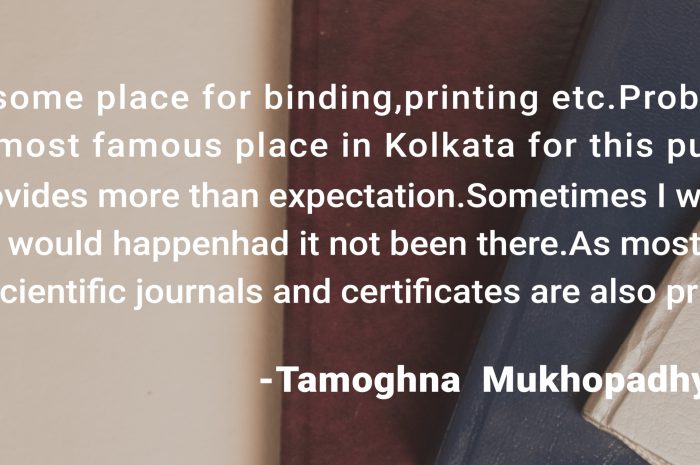 some place for binding,printing etc.Prob
most famous place in Kolkata for this pu
ovides more than expectation.Sometimes I w
would happenhad it not been there.As most
cientific journals and certificates are also pr
-Tamoghna Mukhopadhy